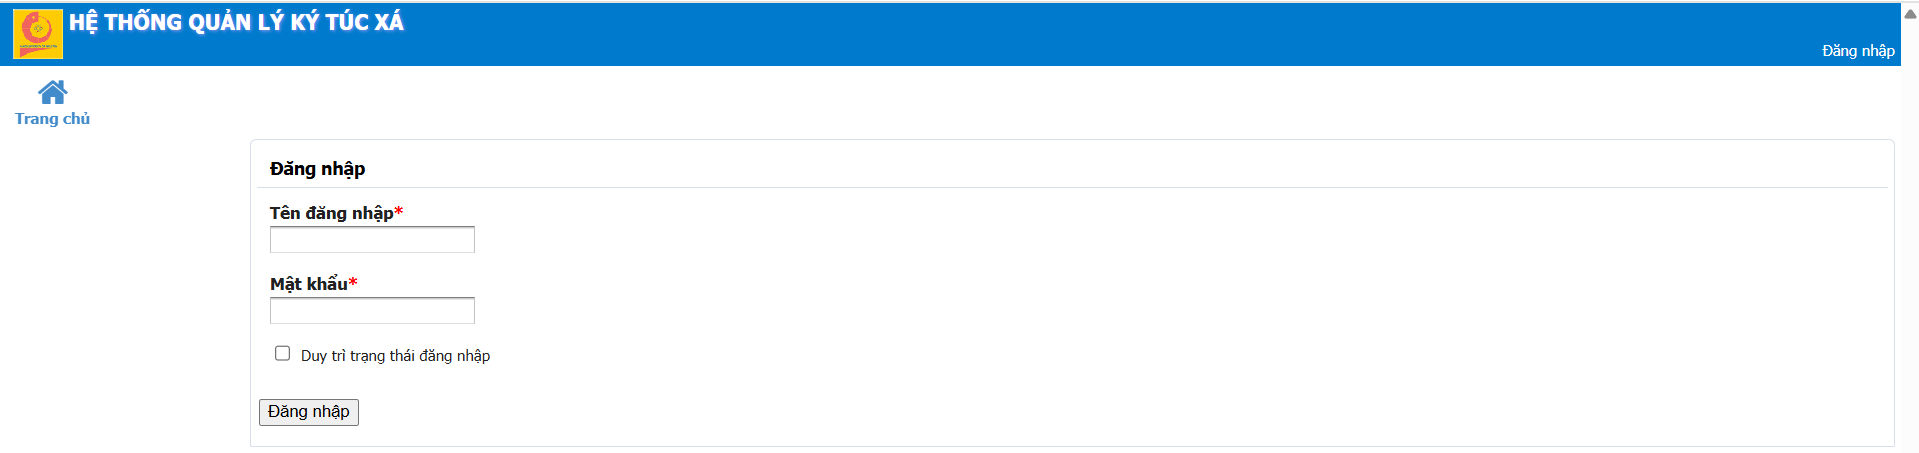 HỆ THỐNG QUẢN LÝ KÝ TÚC XÁ
Đăng nhập
Trang chủ
Đăng nhập
Tên đăng nhập*
Mật khẩu*
Duy trì trạng thái đăng nhập
Đăng nhập